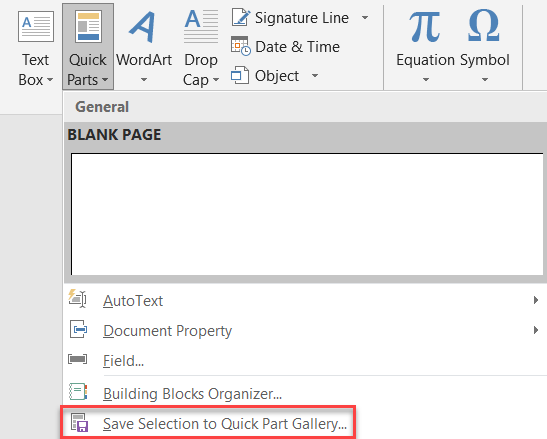 Signature Line
Date & Time
Object
Text Box
Quick Parts
WordArt
Drop Cap
Equation
Symbol
General
BLANK PAGE
AutoText
Document Property
Field...
Building Blocks Organizer...
Save Selection to Quick Part Gallery...